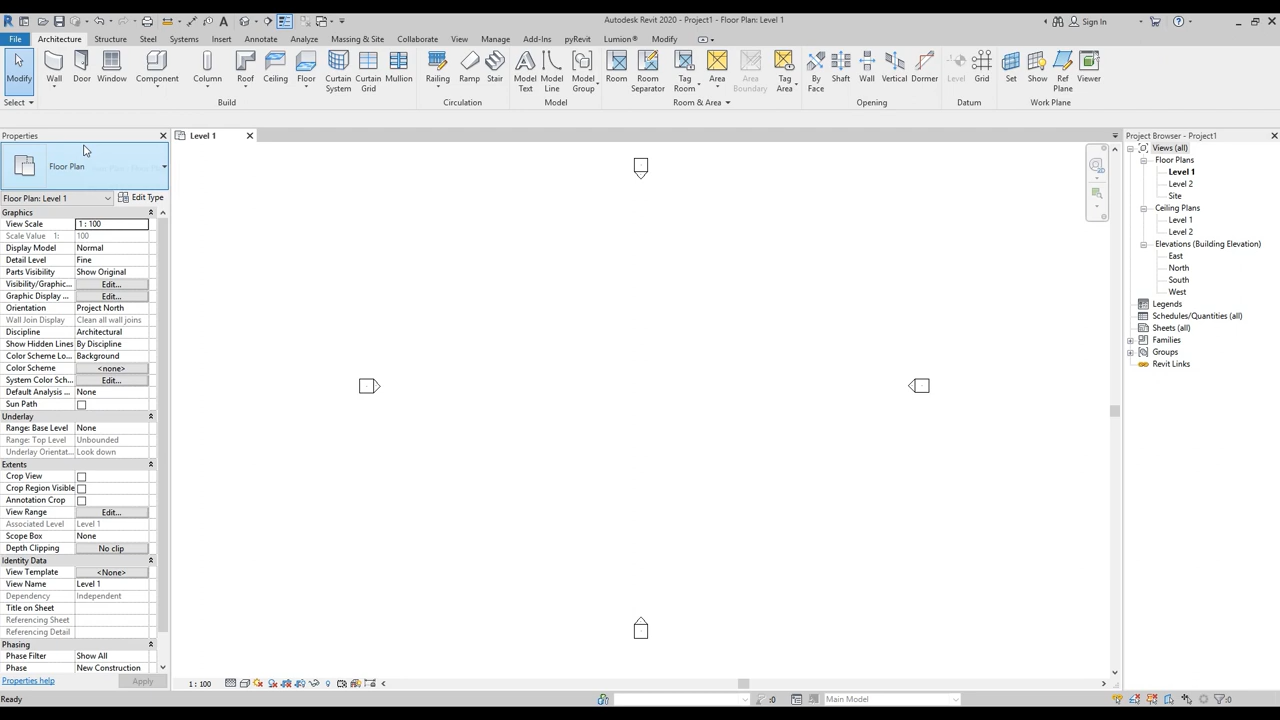 Autodesk Revit 2020 - Project1 - Floor Plan: Level 1
Sign In
File Architecture Structure Steel Systems Insert Annotate Analyze Massing & Site Collaborate View Manage Add-Ins pyRevit Lumion® Modify
Modify Wall Door Window Component Column Roof Ceiling Floor Curtain System Curtain Grid Mullion Railing Ramp Stair Model Text Model Line Model Group Room Room Separator Tag Room Area Area Boundary Tag Area By Face Shaft Wall Vertical Dormer Level Grid Set Show Ref Plane Viewer
Select Build Circulation Model Room & Area Opening Datum Work Plane
Properties
Floor Plan
Floor Plan: Level 1
Edit Type
Graphics
View Scale 1 : 100
Scale Value 1: 100
Display Model Normal
Detail Level Fine
Parts Visibility Show Original
Visibility/Graphic... Edit...
Graphic Display ... Edit...
Orientation Project North
Wall Join Display Clean all wall joins
Discipline Architectural
Show Hidden Lines By Discipline
Color Scheme Lo... Background
Color Scheme <none>
System Color Sch... Edit...
Default Analysis ... None
Sun Path
Underlay
Range: Base Level None
Range: Top Level Unbounded
Underlay Orientat... Look down
Extents
Crop View
Crop Region Visible
Annotation Crop
View Range Edit...
Associated Level Level 1
Scope Box None
Depth Clipping No clip
Identity Data
View Template <None>
View Name Level 1
Dependency Independent
Title on Sheet
Referencing Sheet
Referencing Detail
Phasing
Phase Filter Show All
Phase New Construction
Properties help
Apply
Level 1
1 : 100
Project Browser - Project1
Views (all)
Floor Plans
Level 1
Level 2
Site
Ceiling Plans
Level 1
Level 2
Elevations (Building Elevation)
East
North
South
West
Legends
Schedules/Quantities (all)
Sheets (all)
Families
Groups
Revit Links
Ready
:0
Main Model
:0